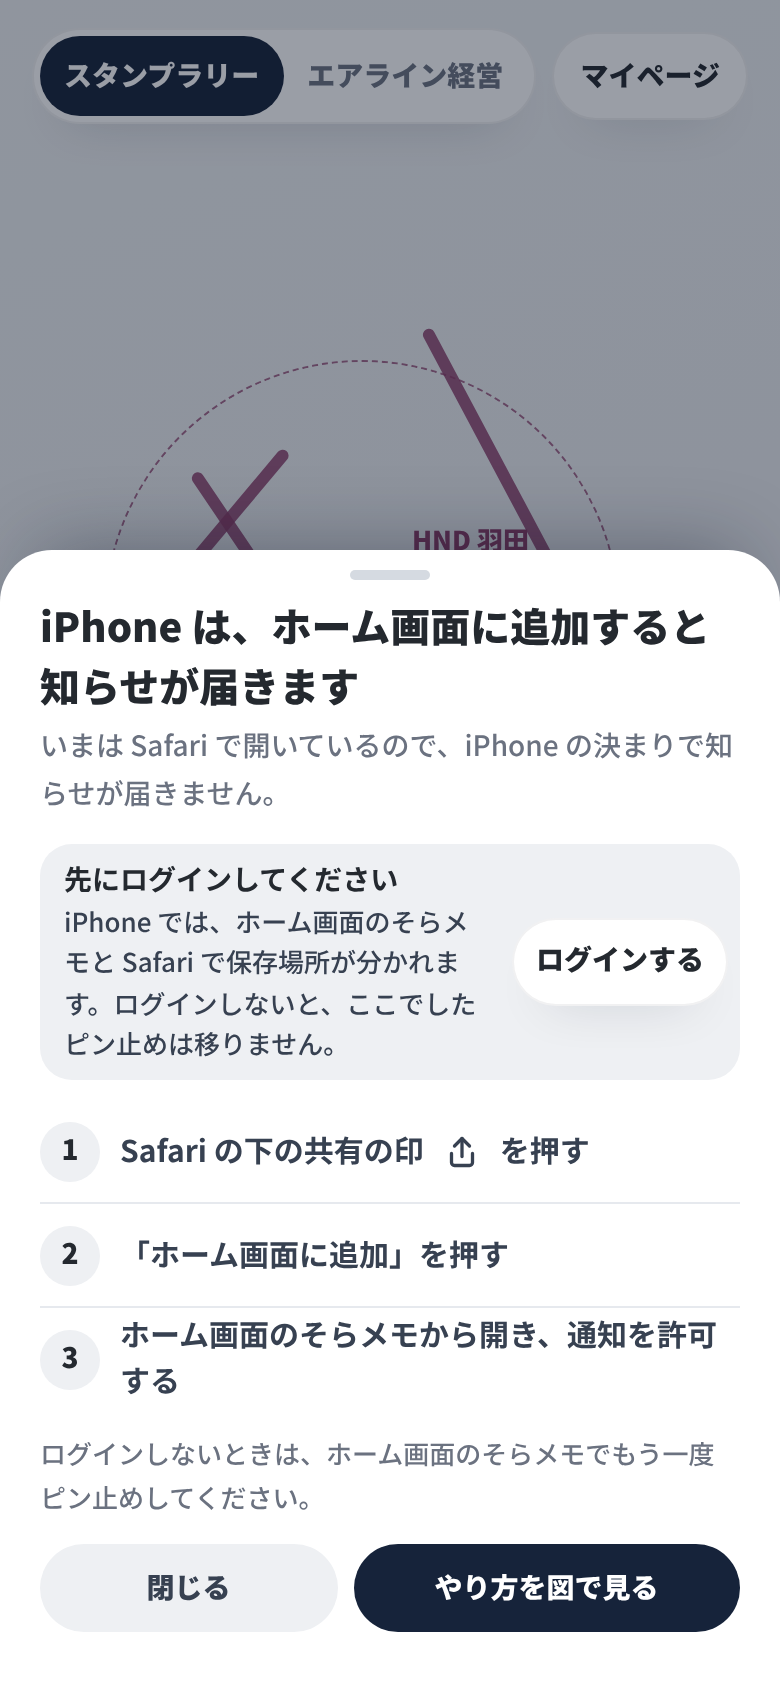 スタンプラリー
エアライン経営
マイページ
HND 羽田
iPhone は、ホーム画面に追加すると
知らせが届きます
いまは Safari で開いているので、iPhone の決まりで知
らせが届きません。
先にログインしてください
iPhone では、ホーム画面のそらメ
モと Safari で保存場所が分かれま
す。ログインしないと、ここでした
ピン止めは移りません。
ログインする
1
Safari の下の共有の印 を押す
2
「ホーム画面に追加」を押す
3
ホーム画面のそらメモから開き、通知を許可
する
ログインしないときは、ホーム画面のそらメモでもう一度
ピン止めしてください。
閉じる
やり方を図で見る